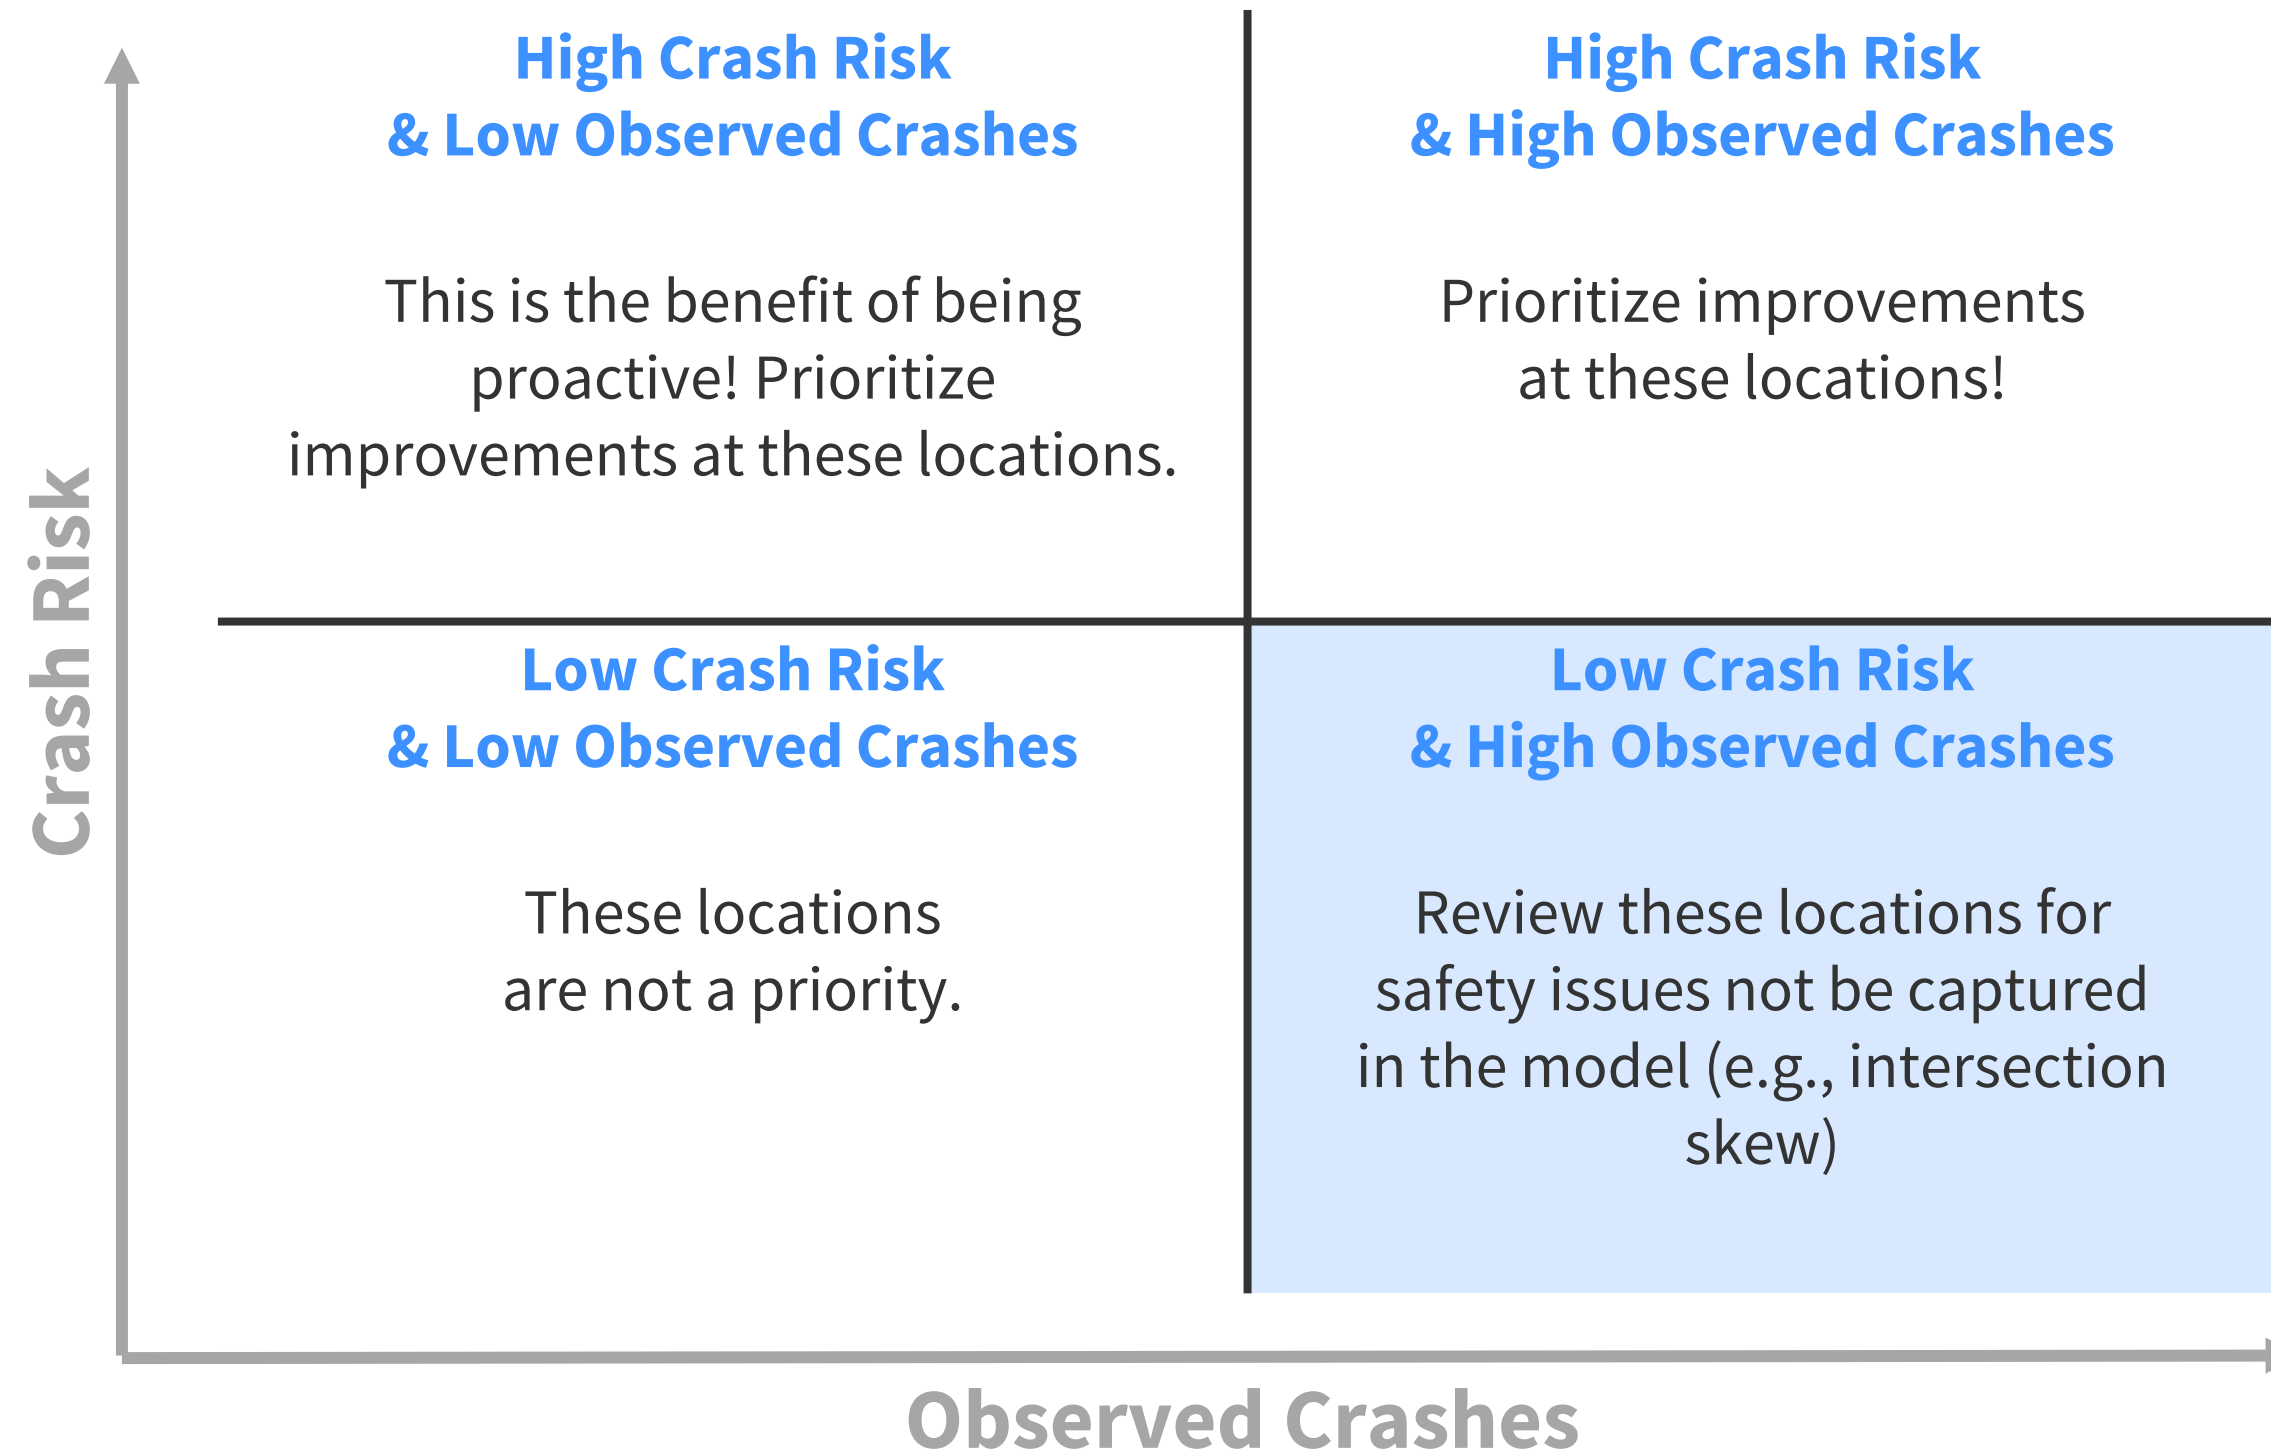 High Crash Risk
& Low Observed Crashes
This is the benefit of being
proactive! Prioritize
improvements at these locations.
High Crash Risk
& High Observed Crashes
Prioritize improvements
at these locations!
Crash Risk
Low Crash Risk
& Low Observed Crashes
These locations
are not a priority.
Low Crash Risk
& High Observed Crashes
Review these locations for
safety issues not be captured
in the model (e.g., intersection
skew)
Observed Crashes